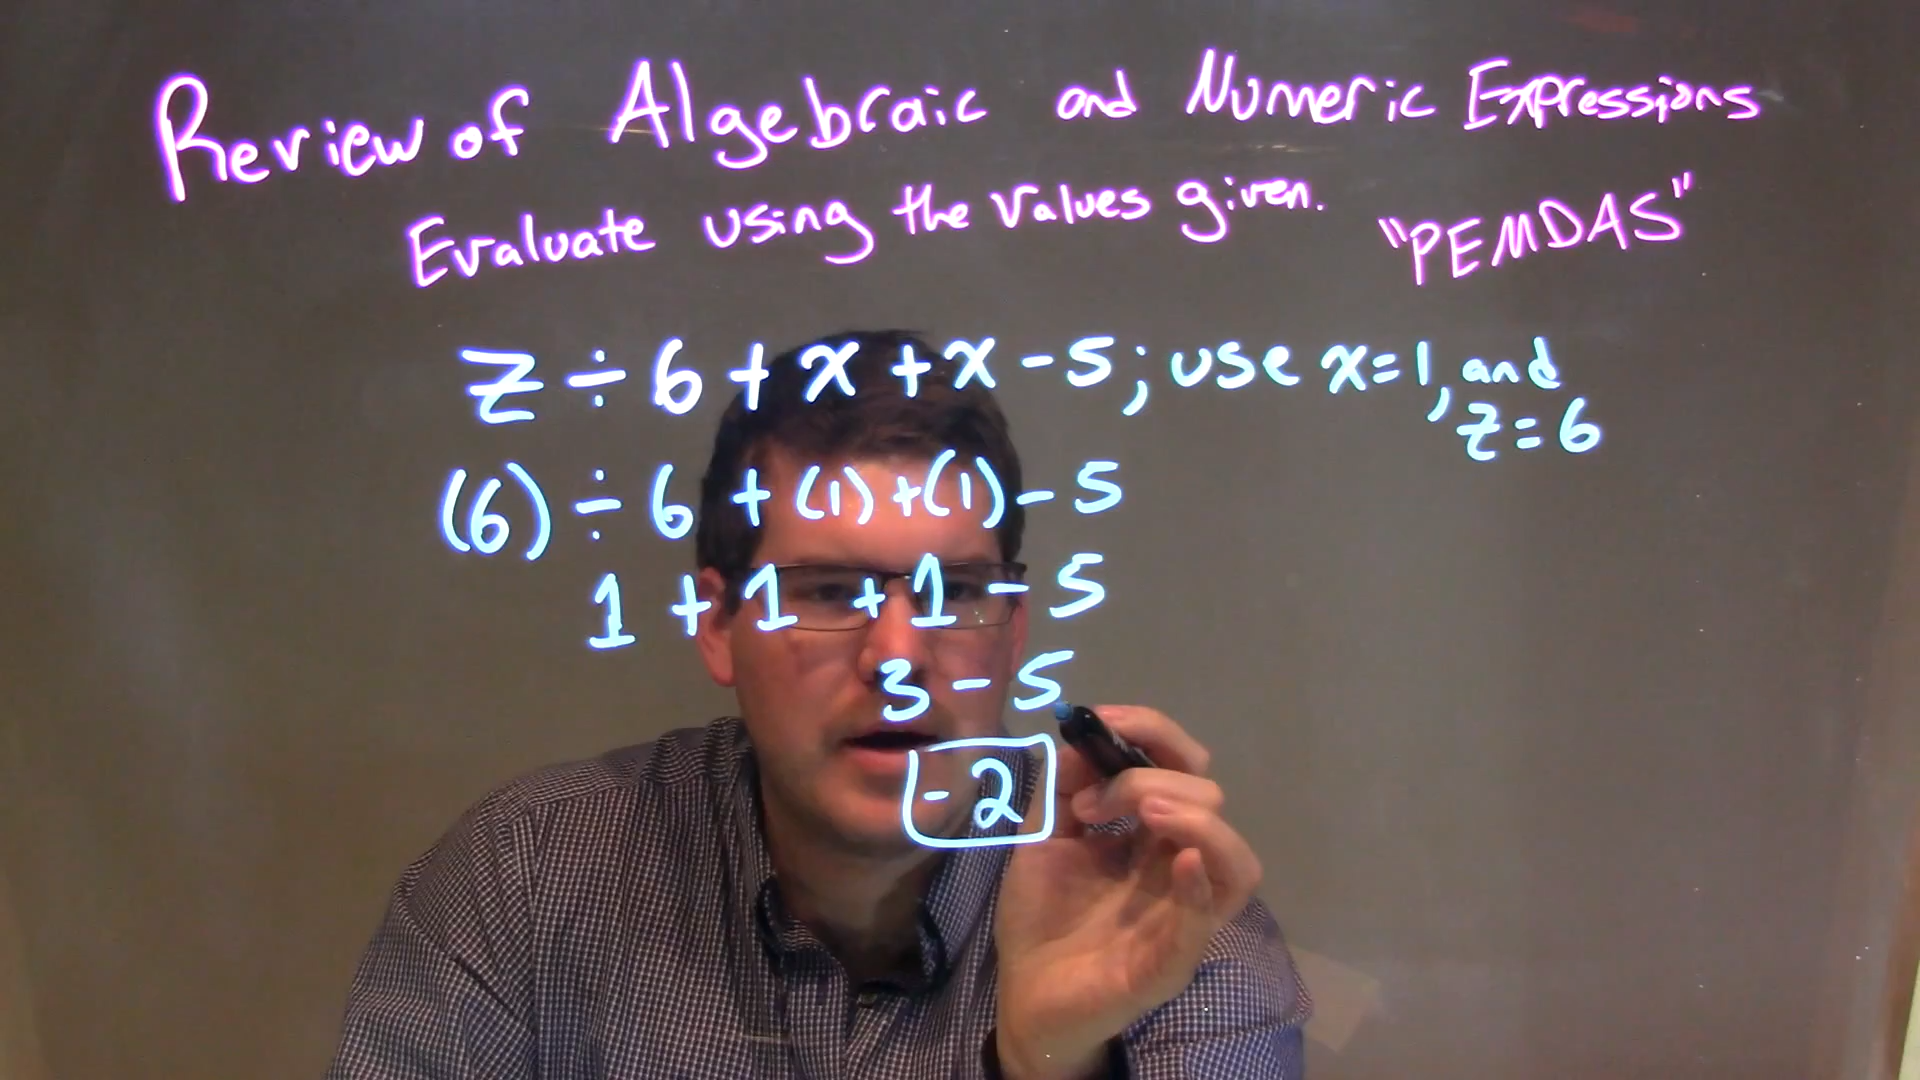 Review of Algebraic and Numeric Expressions
Evaluate using the values given. "PEMDAS"
z ÷ 6 + x + x - 5; use x=1, and
z = 6
(6) ÷ 6 + (1) + (1) - 5
1 + 1 + 1 - 5
3 - 5
-2